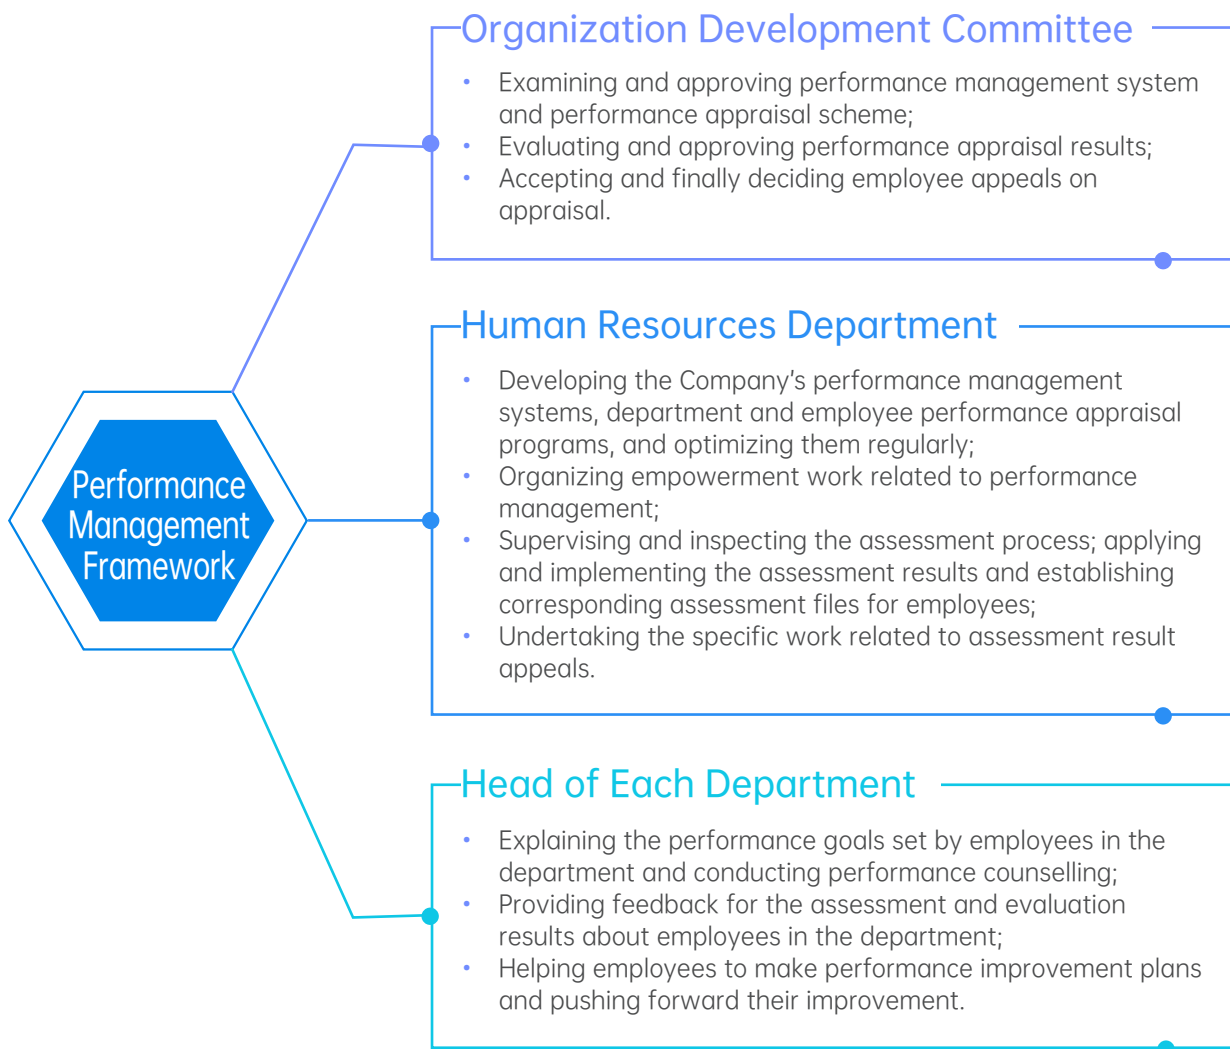 Organization Development Committee
• Examining and approving performance management system
and performance appraisal scheme;
• Evaluating and approving performance appraisal results;
• Accepting and finally deciding employee appeals on
appraisal.
Human Resources Department
• Developing the Company's performance management
systems, department and employee performance appraisal
programs, and optimizing them regularly;
• Organizing empowerment work related to performance
management;
• Supervising and inspecting the assessment process; applying
and implementing the assessment results and establishing
corresponding assessment files for employees;
• Undertaking the specific work related to assessment result
appeals.
Performance
Management
Framework
Head of Each Department
• Explaining the performance goals set by employees in the
department and conducting performance counselling;
• Providing feedback for the assessment and evaluation
results about employees in the department;
• Helping employees to make performance improvement plans
and pushing forward their improvement.